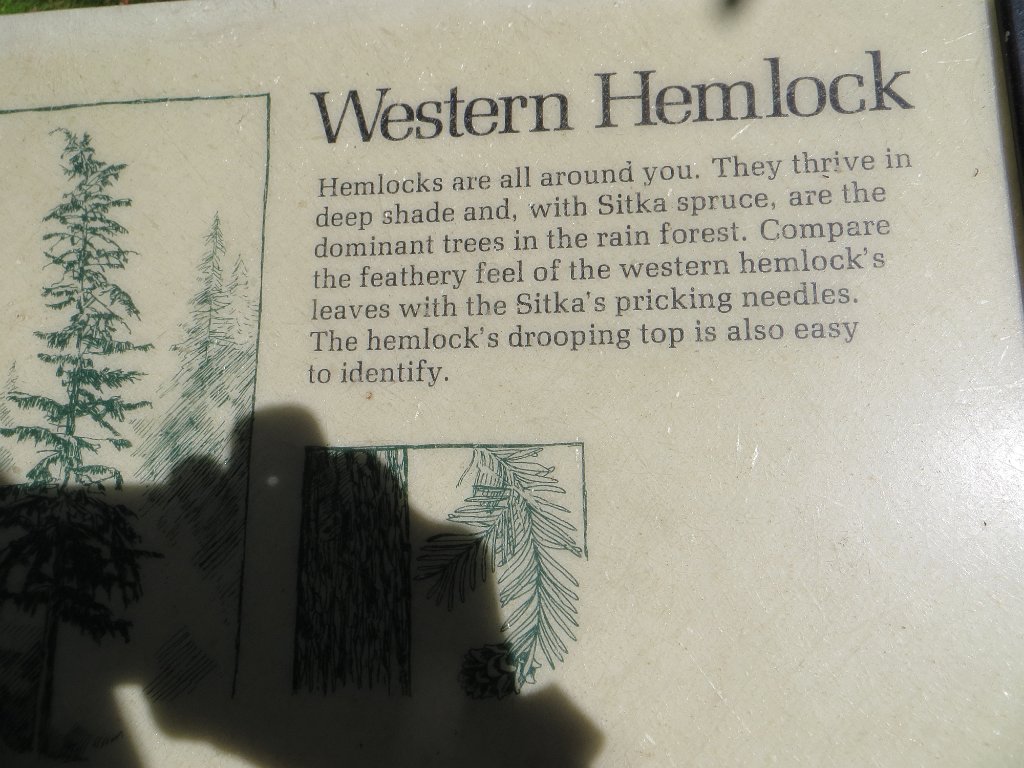 Western Hemlock
Hemlocks are all around you. They thrive in
deep shade and, with Sitka spruce, are the
dominant trees in the rain forest. Compare
the feathery feel of the western hemlock's
leaves with the Sitka's pricking needles.
The hemlock's drooping top is also easy
to identify.